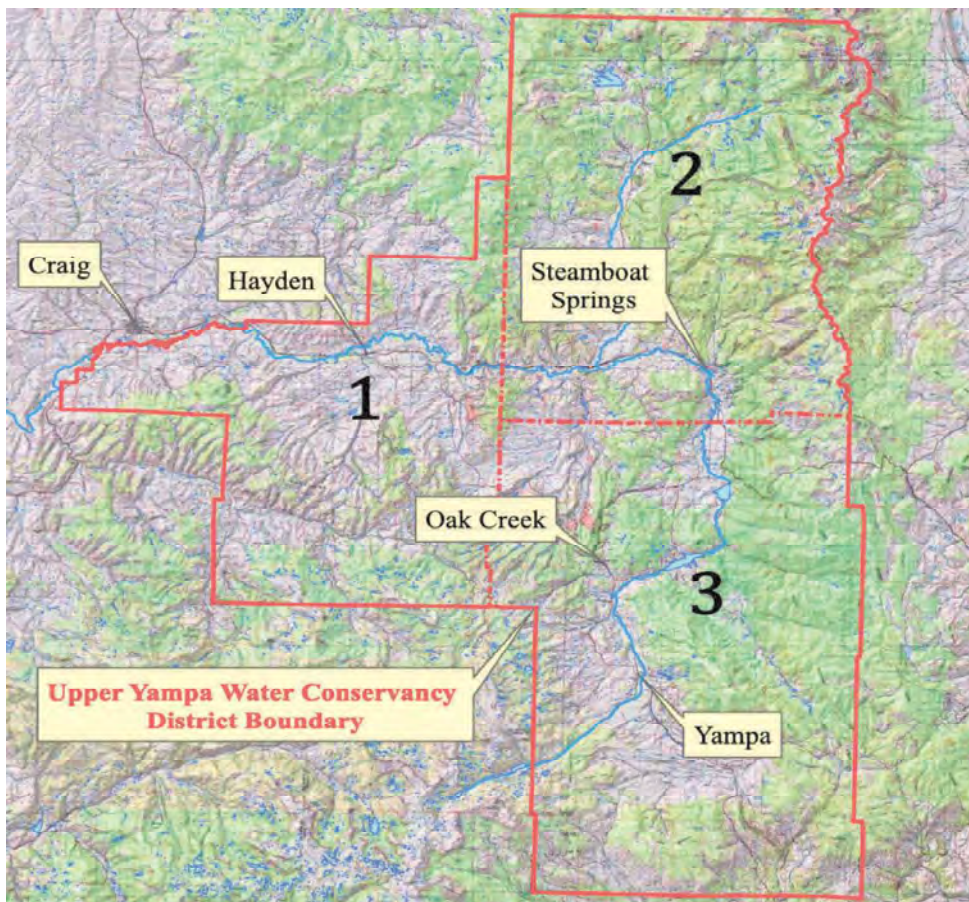 2
Craig
Hayden
Steamboat
Springs
1
Oak Creek
3
Upper Yampa Water Conservancy
District Boundary
Yampa